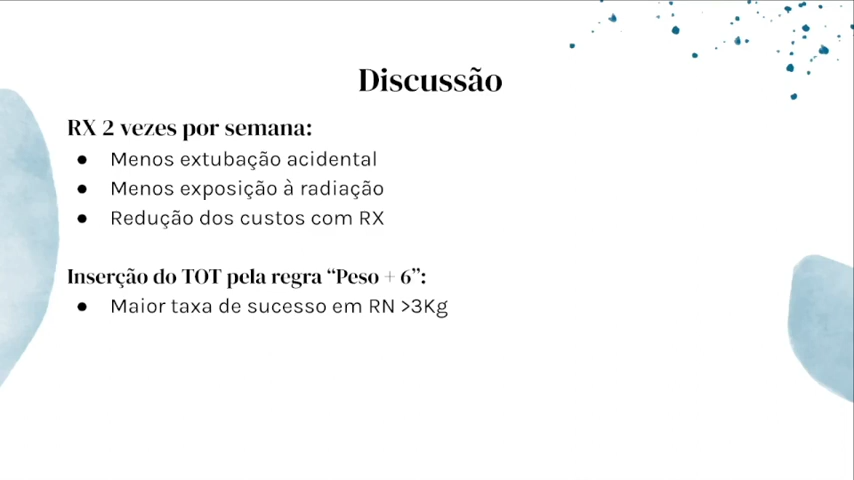 Discussão
RX 2 vezes por semana:
● Menos extubação acidental
● Menos exposição à radiação
● Redução dos custos com RX
Inserção do TOT pela regra “Peso + 6”:
● Maior taxa de sucesso em RN >3Kg